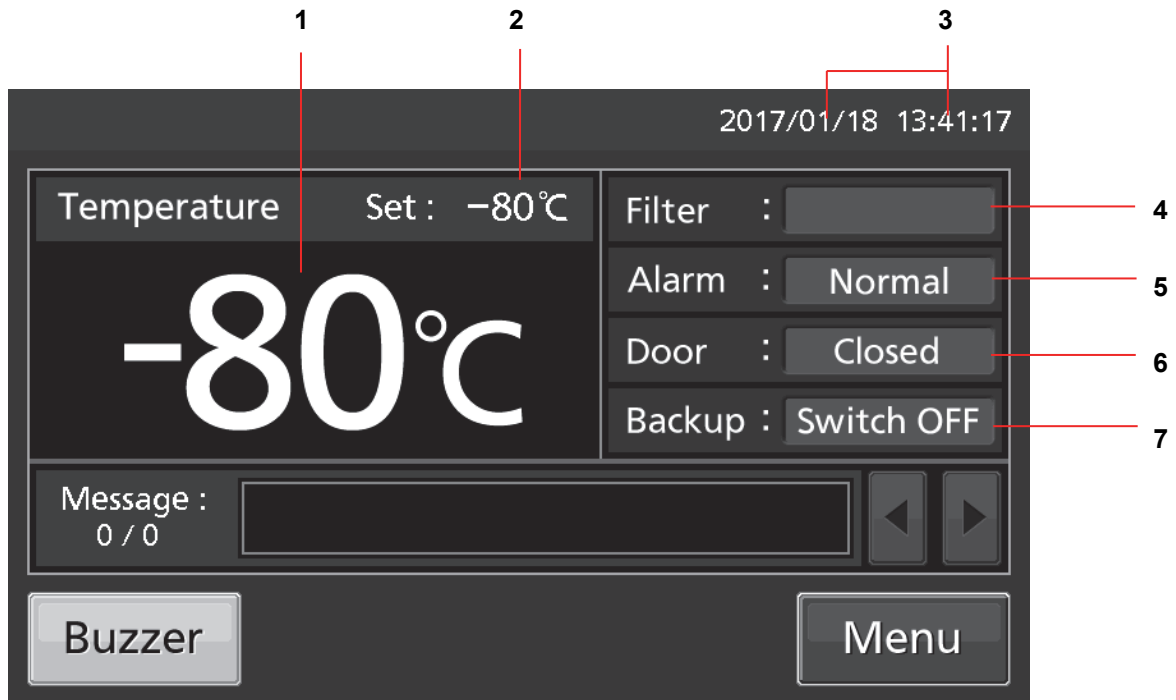 1 2 3
2017/01/18 13:41:17
Temperature Set : −80℃
-80℃
Filter :
4
Alarm : Normal
5
Door : Closed
6
Backup : Switch OFF
7
Message :
0 / 0
Buzzer
Menu